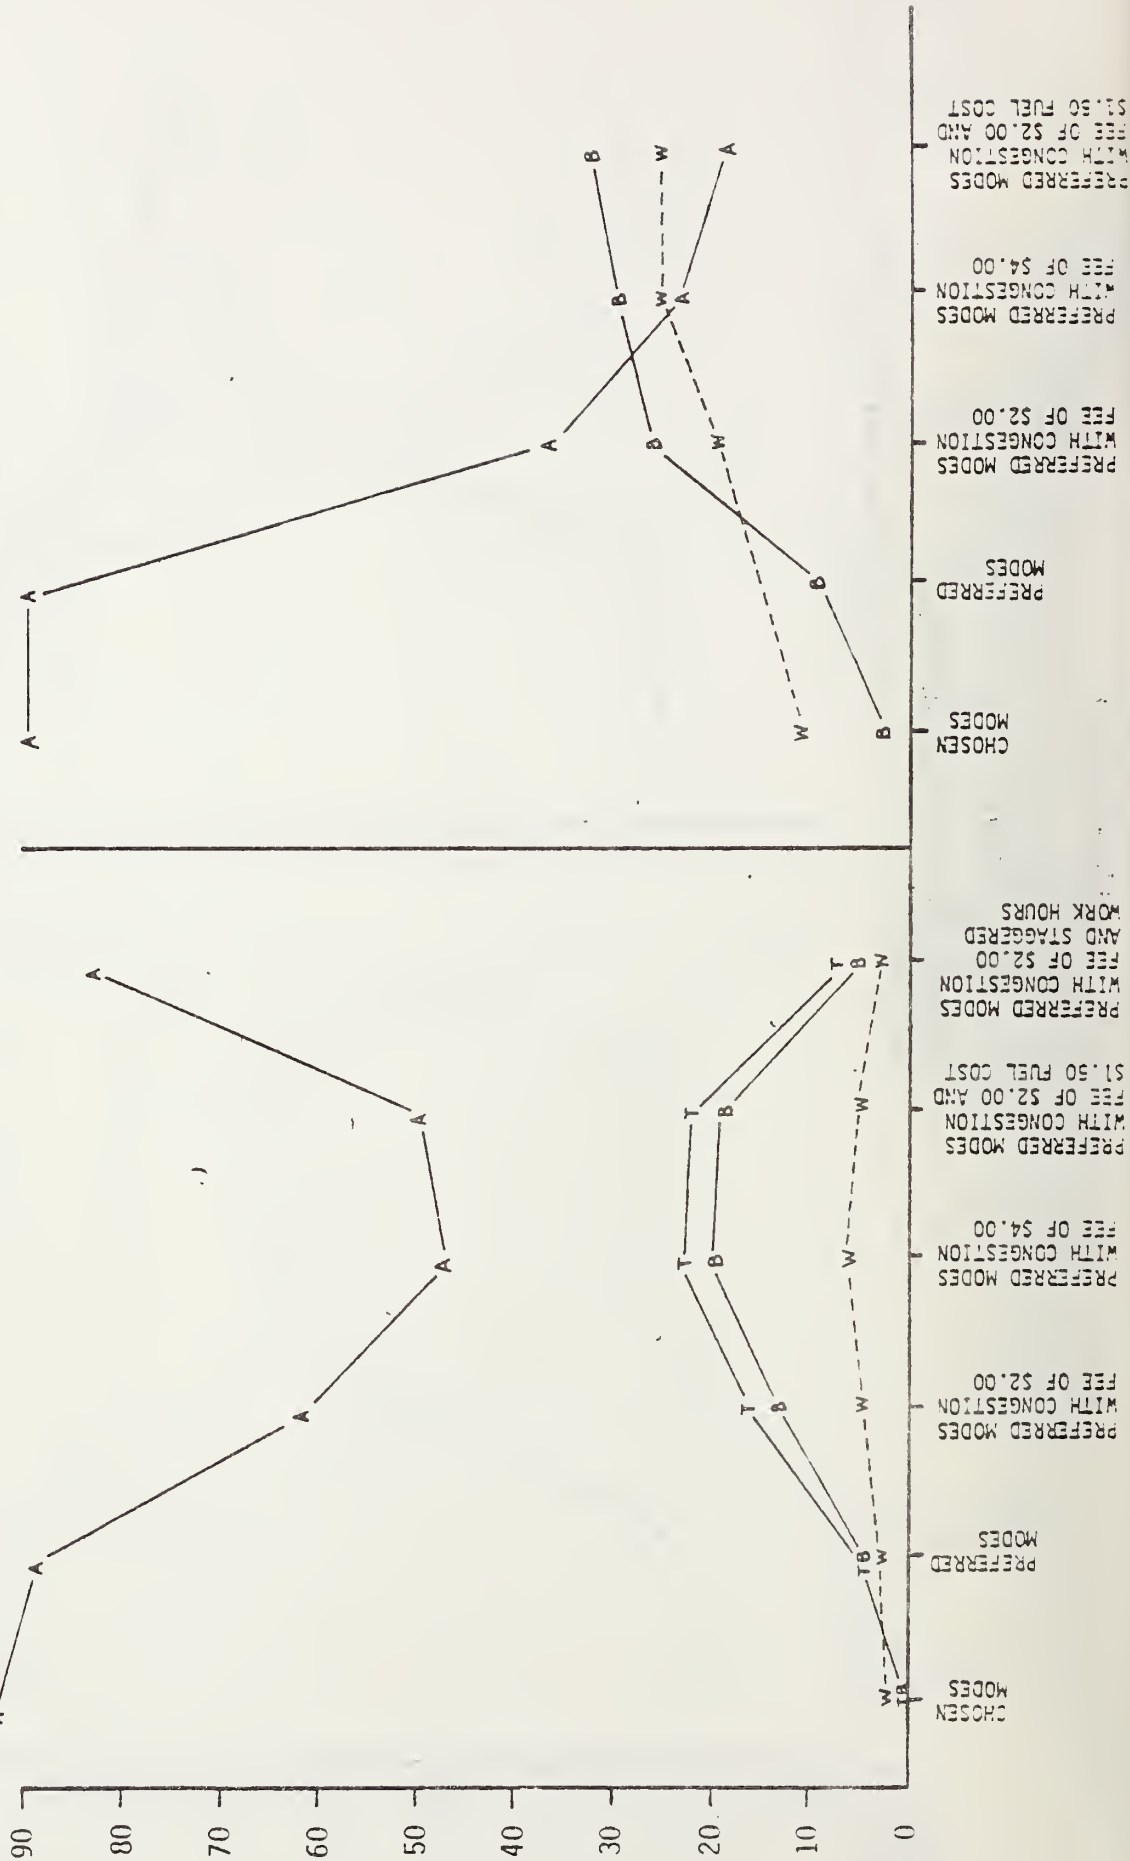 90
80
70
60
50
40
30
20
10
0
A
W
TB
A
TB
W
A
T
B
W
A
T
B
W
A
T
B
W
A
T
B
W
A
W
B
A
B
A
B
W
B
W
A
B
W
A
CHOSEN
MODES
PREFERRED
MODES
PREFERRED MODES
WITH CONGESTION
FEE OF $2.00
PREFERRED MODES
WITH CONGESTION
FEE OF $4.00
PREFERRED MODES
WITH CONGESTION
FEE OF $2.00 AND
$1.50 FUEL COST
PREFERRED MODES
WITH CONGESTION
FEE OF $2.00
AND STAGGERED
WORK HOURS
CHOSEN
MODES
PREFERRED
MODES
PREFERRED MODES
WITH CONGESTION
FEE OF $2.00
PREFERRED MODES
WITH CONGESTION
FEE OF $4.00
PREFERRED MODES
WITH CONGESTION
FEE OF $2.00 AND
$1.50 FUEL COST